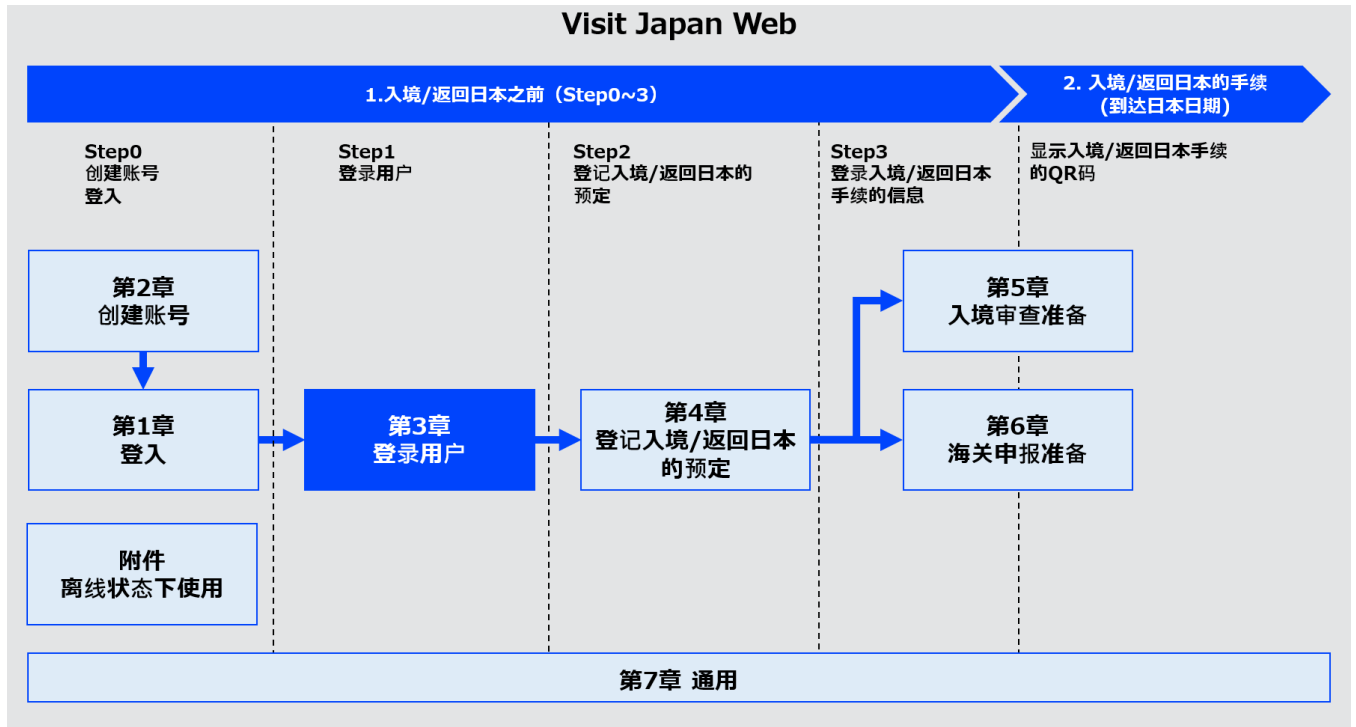 Visit Japan Web
1.入境/返回日本之前（Step0~3）
2. 入境/返回日本的手续
(到达日本日期)
Step0
创建账号
登入
Step1
登录用户
Step2
登记入境/返回日本的
预定
Step3
登录入境/返回日本
手续的信息
显示入境/返回日本手续
的QR码
第2章
创建账号
第5章
入境审查准备
第1章
登入
第3章
登录用户
第4章
登记入境/返回日本
的预定
第6章
海关申报准备
附件
离线状态下使用
第7章 通用